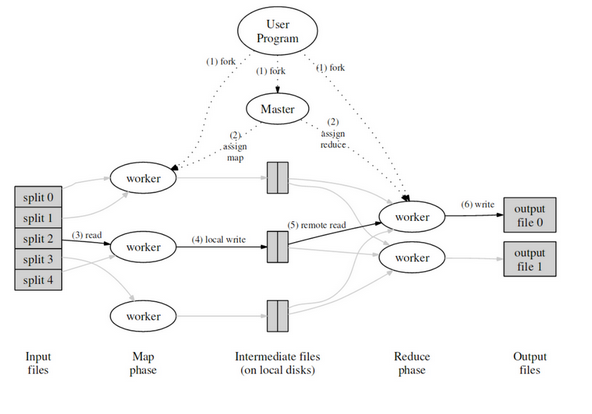 User
Program
(1) fork
(1) fork
(1) fork
Master
(2)
assign
map
(2)
assign
reduce
worker
split 0
split 1
split 2
split 3
split 4
(3) read
worker
(4) local write
(5) remote read
worker
(6) write
output
file 0
worker
output
file 1
worker
Input
files
Map
phase
Intermediate files
(on local disks)
Reduce
phase
Output
files